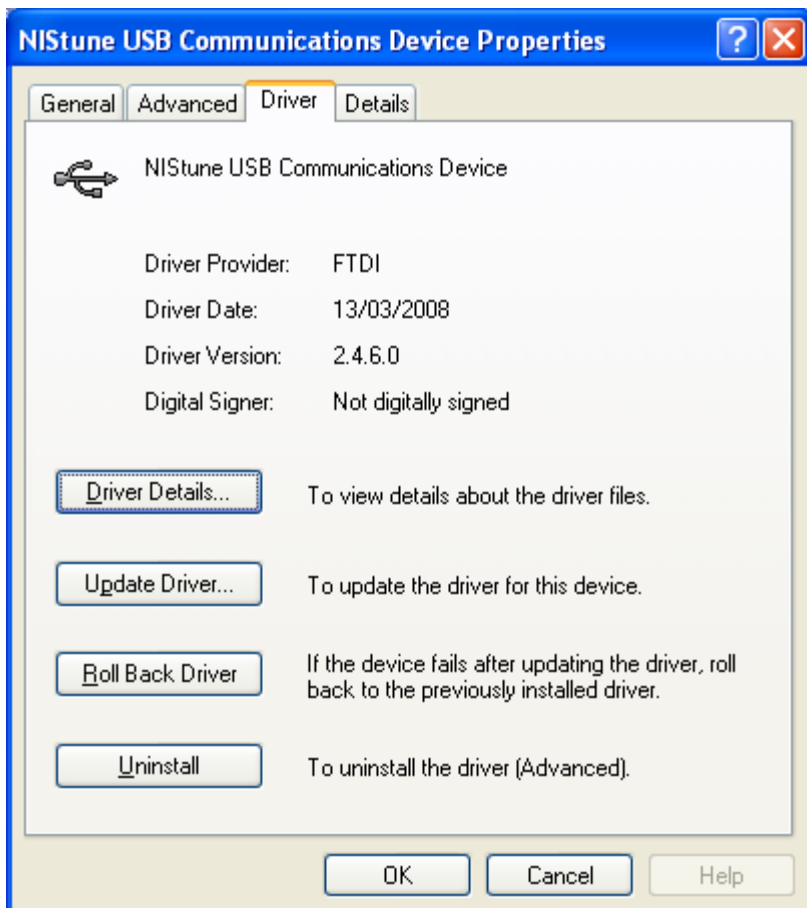 NIStune USB Communications Device Properties
General Advanced Driver Details
NIStune USB Communications Device
Driver Provider: FTDI
Driver Date: 13/03/2008
Driver Version: 2.4.6.0
Digital Signer: Not digitally signed
Driver Details... To view details about the driver files.
Update Driver... To update the driver for this device.
Roll Back Driver If the device fails after updating the driver, roll
back to the previously installed driver.
Uninstall To uninstall the driver (Advanced).
OK Cancel Help